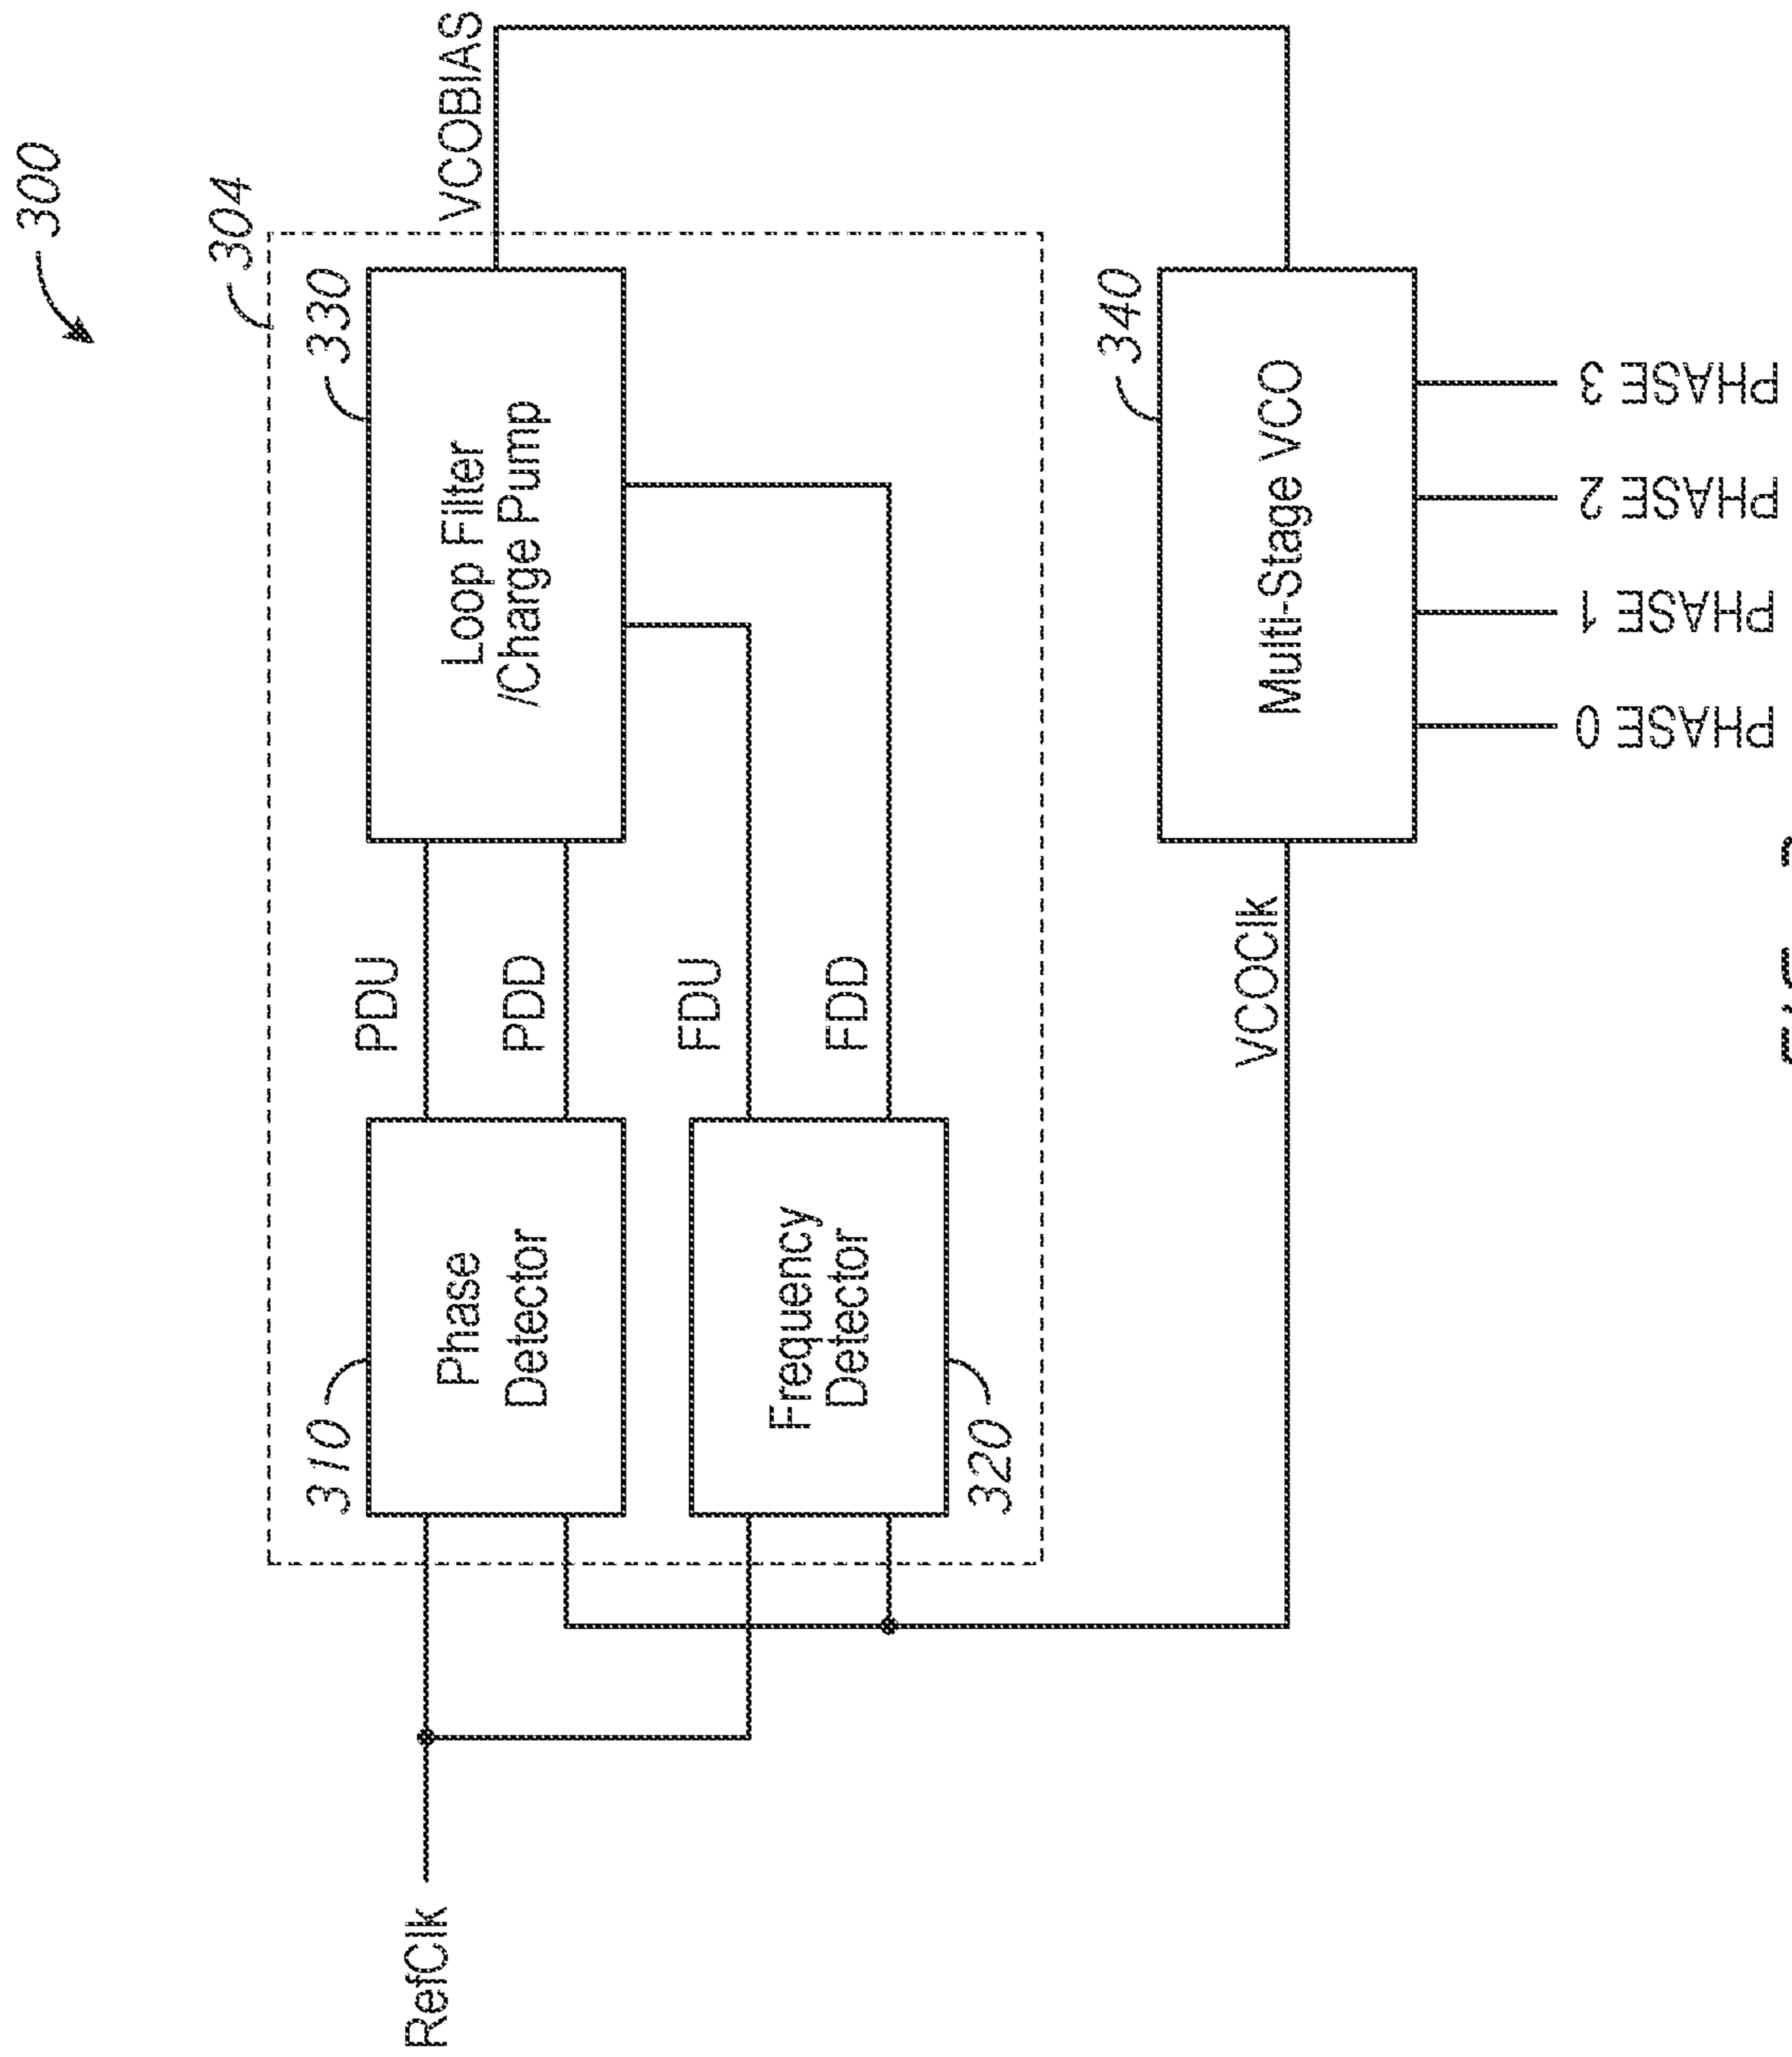 300
304
VCOBIAS
330
Loop Filter
/Charge Pump
PDU
PDD
FDU
FDD
310
Phase
Detector
Frequency
Detector
320
RefClk
340
Multi-Stage VCO
VCOClk
PHASE 0
PHASE 1
PHASE 2
PHASE 3